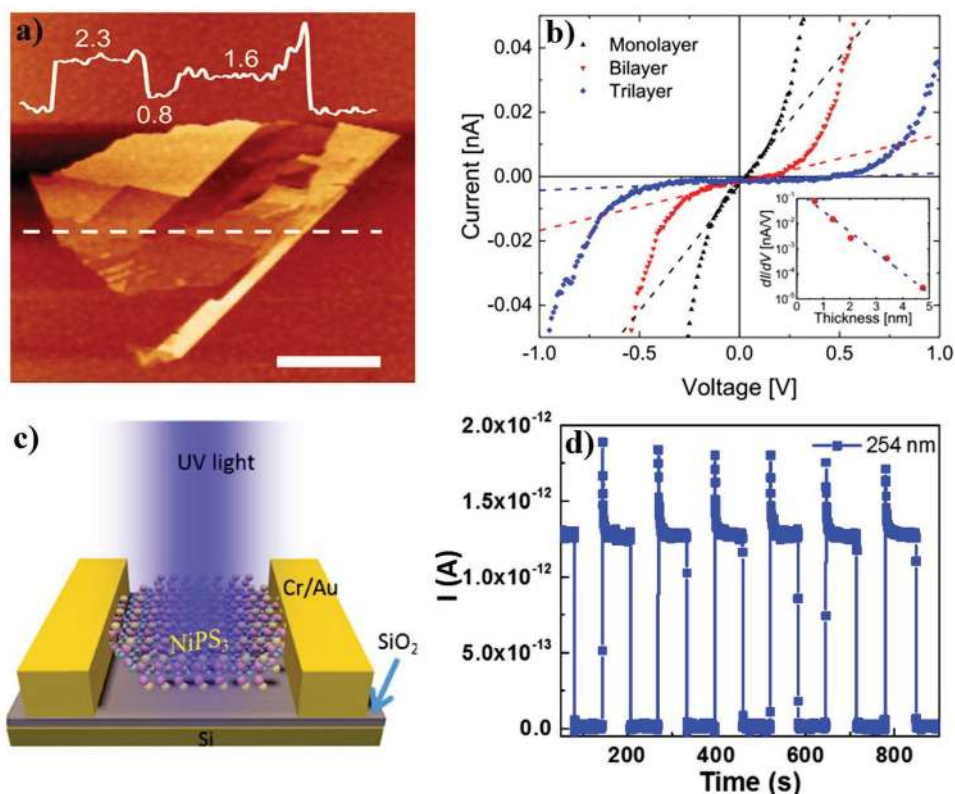 a)
2.3
1.6
0.8
b)
Monolayer
Bilayer
Trilayer
Current [nA]
0.04
0.02
0.00
-0.02
-0.04
-1.0 -0.5 0.0 0.5 1.0
Voltage [V]
dI/dV [nA/V]
10⁻¹
10⁻²
10⁻³
10⁻⁴
10⁻⁵
0 1 2 3 4 5
Thickness [nm]
c)
UV light
Cr/Au
NiPS₃
SiO₂
Si
d)
254 nm
I (A)
2.0x10⁻¹²
1.5x10⁻¹²
1.0x10⁻¹²
5.0x10⁻¹³
0.0
200 400 600 800
Time (s)